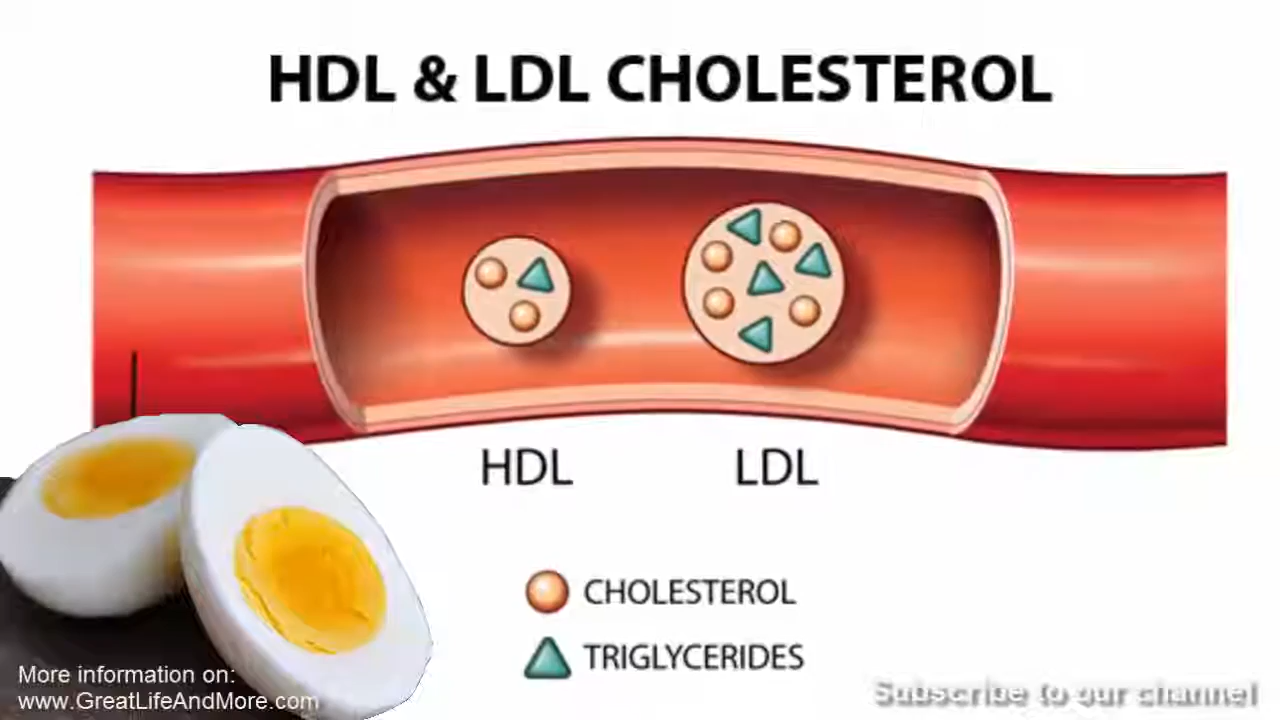 HDL & LDL CHOLESTEROL
HDL
LDL
CHOLESTEROL
TRIGLYCERIDES
More information on:
www.GreatLifeAndMore.com
Subscribe to our channel